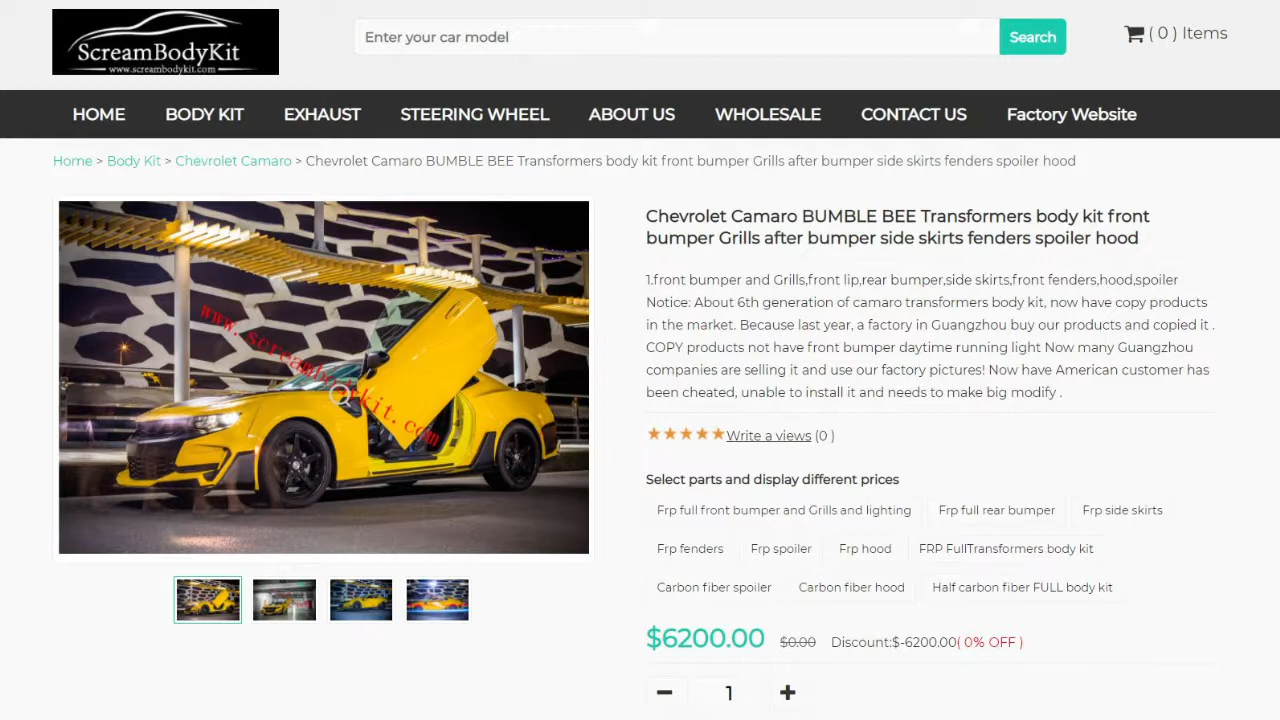 ScreamBodyKit
www.screambodykit.com
Enter your car model
Search
( 0 ) Items
HOME
BODY KIT
EXHAUST
STEERING WHEEL
ABOUT US
WHOLESALE
CONTACT US
Factory Website
Home > Body Kit > Chevrolet Camaro > Chevrolet Camaro BUMBLE BEE Transformers body kit front bumper Grills after bumper side skirts fenders spoiler hood
www.screambodykit.com
Chevrolet Camaro BUMBLE BEE Transformers body kit front
bumper Grills after bumper side skirts fenders spoiler hood
1.front bumper and Grills,front lip,rear bumper,side skirts,front fenders,hood,spoiler
Notice: About 6th generation of camaro transformers body kit, now have copy products
in the market. Because last year, a factory in Guangzhou buy our products and copied it .
COPY products not have front bumper daytime running light Now many Guangzhou
companies are selling it and use our factory pictures! Now have American customer has
been cheated, unable to install it and needs to make big modify .
Write a views (0 )
Select parts and display different prices
Frp full front bumper and Grills and lighting
Frp full rear bumper
Frp side skirts
Frp fenders
Frp spoiler
Frp hood
FRP FullTransformers body kit
Carbon fiber spoiler
Carbon fiber hood
Half carbon fiber FULL body kit
$6200.00 $0.00 Discount:$-6200.00( 0% OFF )
1